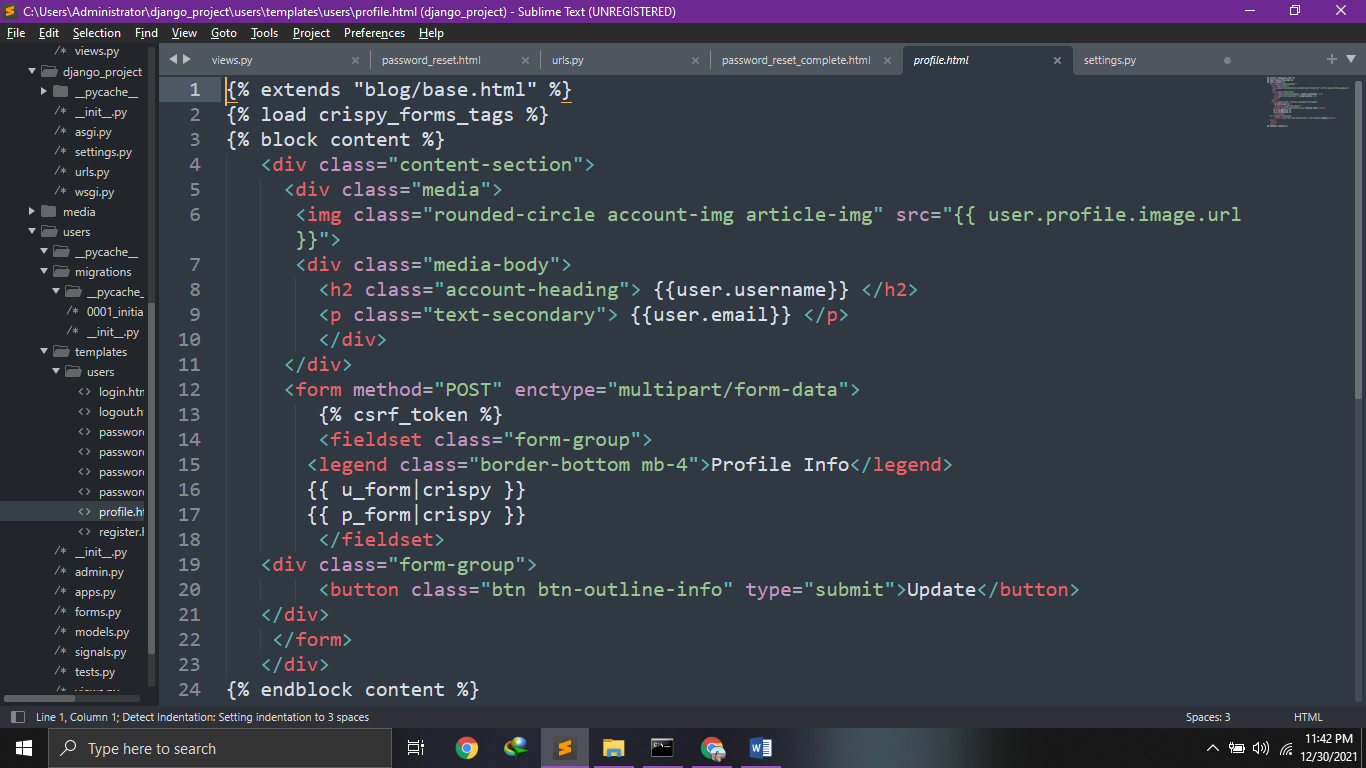 C:\Users\Administrator\django_project\users\templates\users\profile.html (django_project) - Sublime Text (UNREGISTERED)
File Edit Selection Find View Goto Tools Project Preferences Help
views.py
django_project
__pycache__
__init__.py
asgi.py
settings.py
urls.py
wsgi.py
media
users
__pycache__
migrations
__pycache_
0001_initia
__init__.py
templates
users
login.htm
logout.h
password
password
password
password
profile.ht
register.h
__init__.py
admin.py
apps.py
forms.py
models.py
signals.py
tests.py
views.py
views.py password_reset.html urls.py password_reset_complete.html profile.html settings.py
1 {% extends "blog/base.html" %}
2 {% load crispy_forms_tags %}
3 {% block content %}
4 <div class="content-section">
5 <div class="media">
6 <img class="rounded-circle account-img article-img" src="{{ user.profile.image.url
}}">
7 <div class="media-body">
8 <h2 class="account-heading"> {{user.username}} </h2>
9 <p class="text-secondary"> {{user.email}} </p>
10 </div>
11 </div>
12 <form method="POST" enctype="multipart/form-data">
13 {% csrf_token %}
14 <fieldset class="form-group">
15 <legend class="border-bottom mb-4">Profile Info</legend>
16 {{ u_form|crispy }}
17 {{ p_form|crispy }}
18 </fieldset>
19 <div class="form-group">
20 <button class="btn btn-outline-info" type="submit">Update</button>
21 </div>
22 </form>
23 </div>
24 {% endblock content %}
Line 1, Column 1; Detect Indentation: Setting indentation to 3 spaces
Spaces: 3 HTML
Type here to search
11:42 PM
12/30/2021